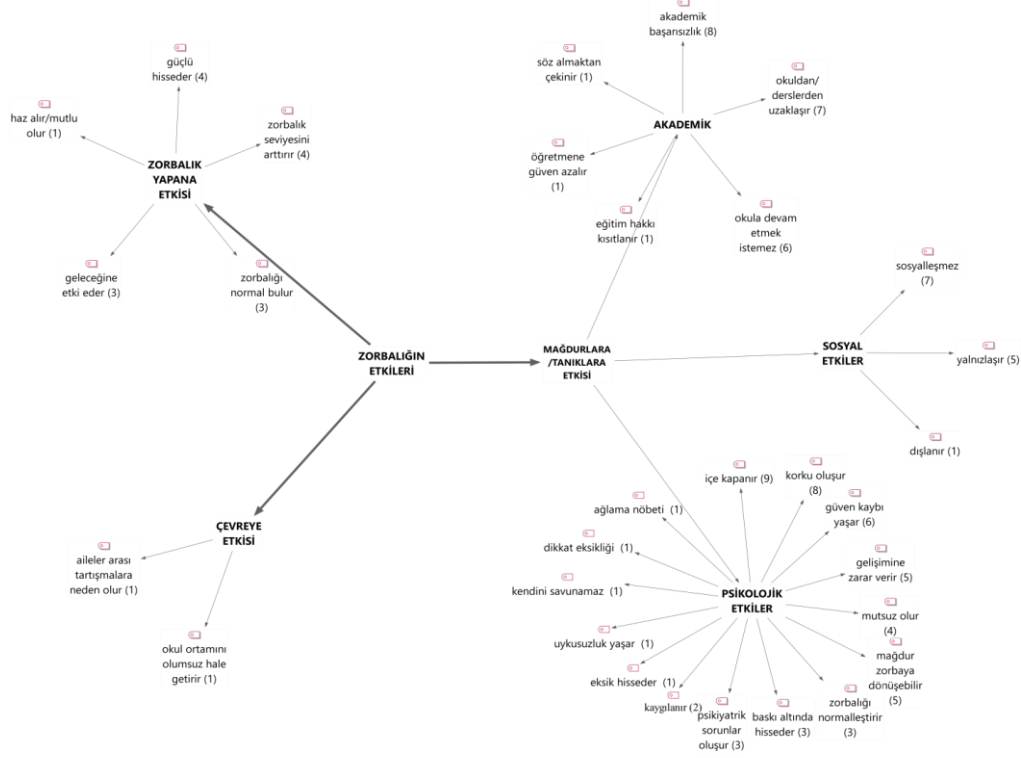 akademik
başarısızlık (8)
güçlü
hisseder (4)
söz almaktan
çekinir (1)
okuldan/
derslerden
uzaklaşır (7)
haz alır/mutlu
olur (1)
zorbalık
seviyesini
arttırır (4)
AKADEMİK
ZORBALIK
YAPANA
ETKİSİ
öğretmene
güven azalır
(1)
eğitim hakkı
kısıtlanır (1)
okula devam
etmek
istemez (6)
geleceğine
etki eder (3)
zorbalığı
normal bulur
(3)
sosyalleşmez
(7)
ZORBALIĞIN
ETKİLERİ
MAĞDURLARA
/TANIKLARA
ETKİSİ
SOSYAL
ETKİLER
yalnızlaşır (5)
dışlanır (1)
içe kapanır (9)
korku oluşur
(8)
ağlama nöbeti (1)
güven kaybı
yaşar (6)
ÇEVREYE
ETKİSİ
dikkat eksikliği (1)
aileler arası
tartışmalara
neden olur (1)
gelişimine
zarar verir (5)
kendini savunamaz (1)
PSİKOLOJİK
ETKİLER
mutsuz olur
(4)
okul ortamını
olumsuz hale
getirir (1)
uykusuzluk yaşar (1)
mağdur
zorbaya
dönüşebilir
(5)
eksik hisseder (1)
kaygılanır (2)
psikiyatrik
sorunlar
oluşur (3)
baskı altında
hisseder (3)
zorbalığı
normalleştirir
(3)